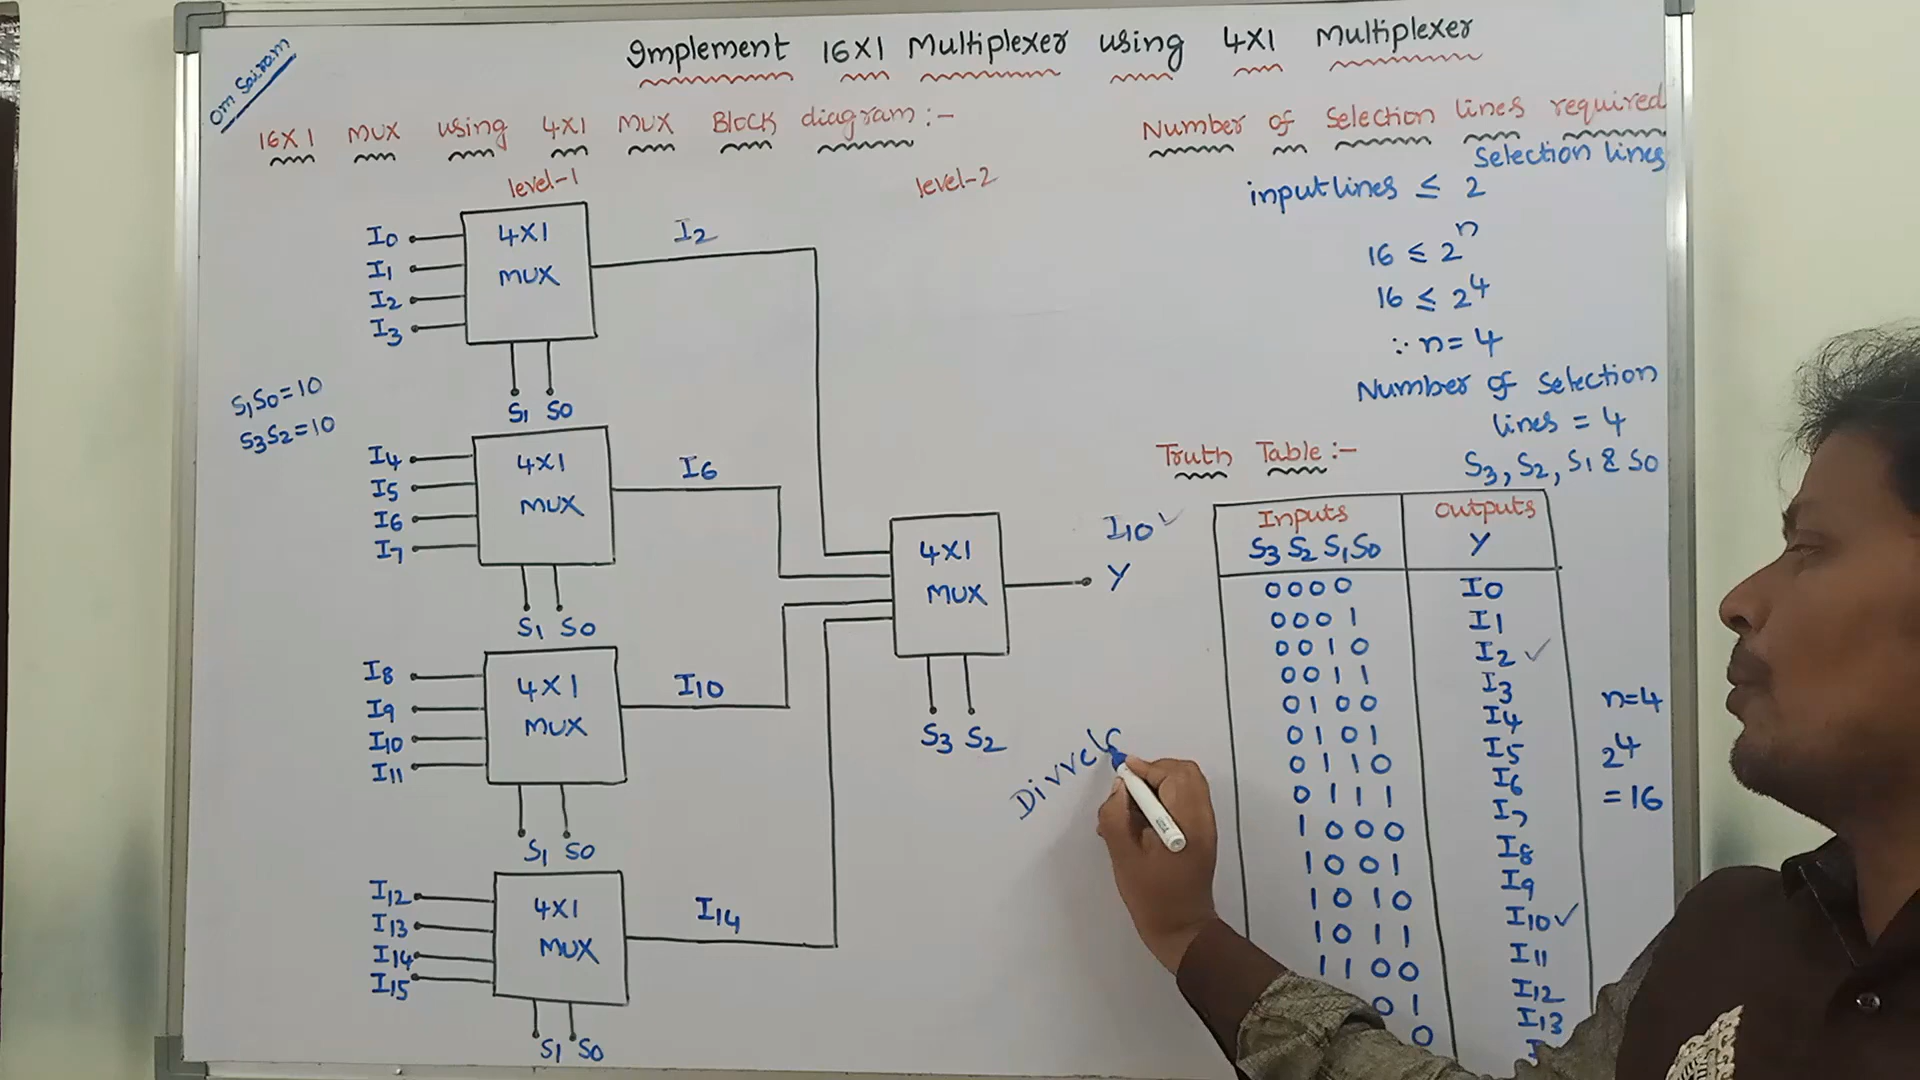 Om Sairam
Implement 16X1 Multiplexer using 4X1 Multiplexer
16X1 MUX using 4X1 MUX Block diagram:-
level-1
level-2
I0
I1
I2
I3
4X1
MUX
S1 S0
I2
S1S0=10
S3S2=10
I4
I5
I6
I7
4X1
MUX
S1 S0
I6
I8
I9
I10
I11
4X1
MUX
S1 S0
I10
I12
I13
I14
I15
4X1
MUX
S1 S0
I14
4X1
MUX
S3 S2
I10 ✓
Y
Number of Selection lines required
Selection lines
input lines ≤ 2
16 ≤ 2^n
16 ≤ 2^4
∵ n=4
Number of Selection
lines = 4
S3, S2, S1 & S0
Truth Table:-
Inputs Outputs
S3 S2 S1 S0 Y
0000 I0
0001 I1
0010 I2 ✓
0011 I3
0100 I4
0101 I5
0110 I6
0111 I7
1000 I8
1001 I9
1010 I10 ✓
1011 I11
1100 I12
01 I13
0
n=4
2^4
=16